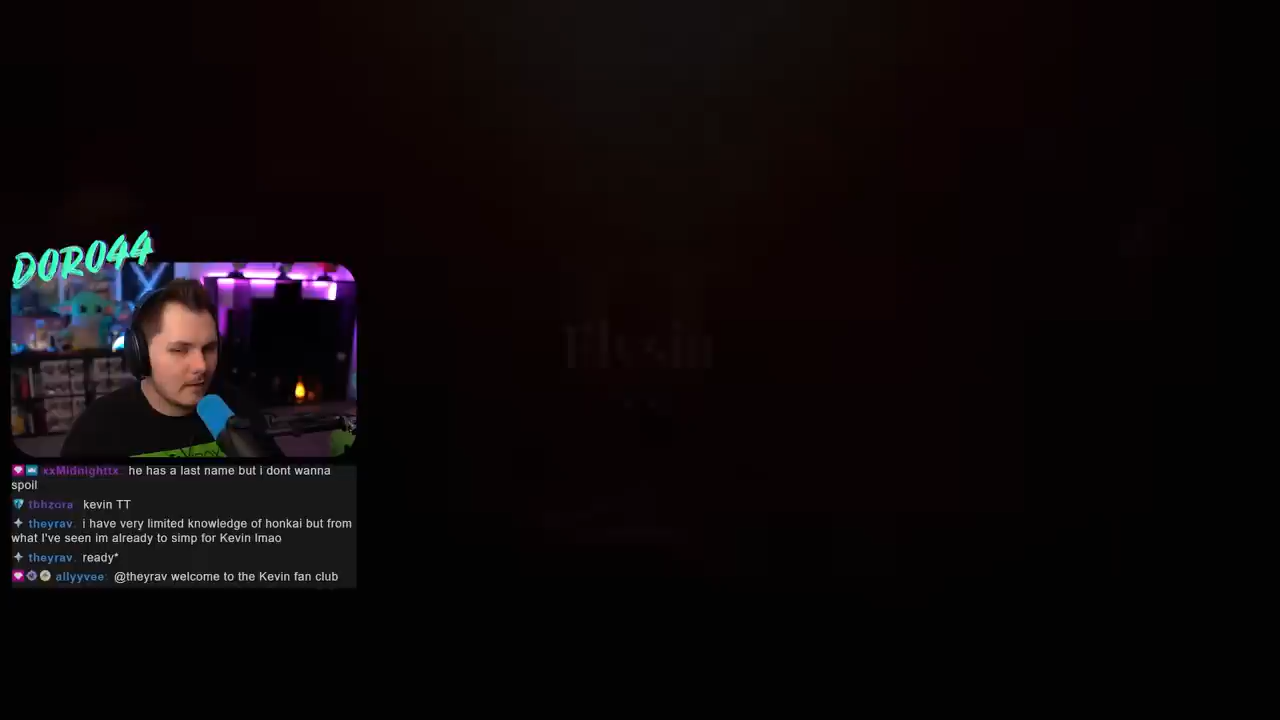 DORO44
xxMidnighttx: he has a last name but i dont wanna
spoil
tbhzora: kevin TT
theyrav: i have very limited knowledge of honkai but from
what I've seen im already to simp for Kevin lmao
theyrav: ready*
allyyvee: @theyrav welcome to the Kevin fan club